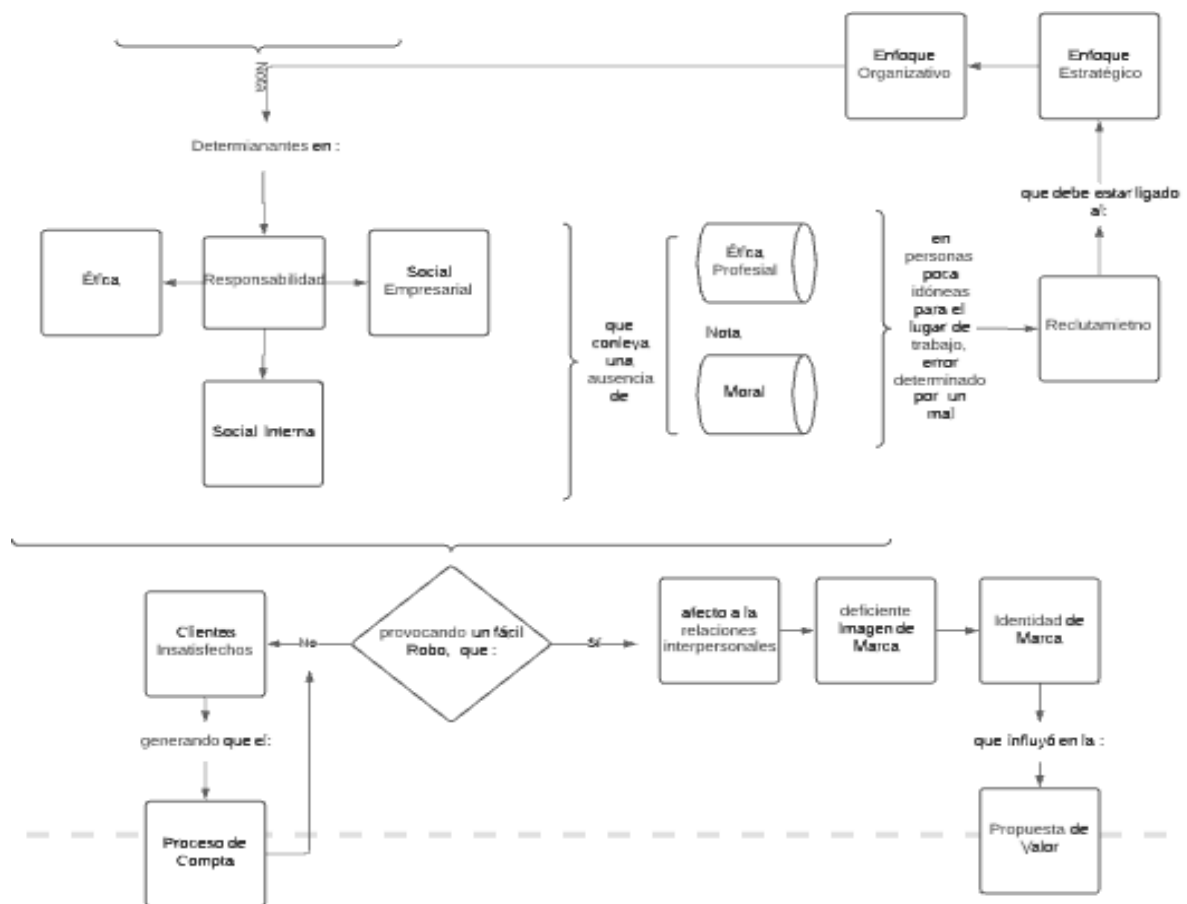 Enfoque
Organizativo
Enfoque
Estratégico
Nota
Determianantes en :
que debe estar ligado
al:
Ética
Responsabilidad
Social
Empresarial
Social Interna
que
conleva
una
ausencia
de
Ética
Profesial
Nota
Moral
en
personas
poca
idóneas
para el
lugar de
trabajo,
error
determinado
por un
mal
Reclutamietno
Clientes
Insatisfechos
No
provocando un fácil
Robo, que :
Sí
afecto a la
relaciones
interpersonales
deficiente
Imagen de
Marca
Identidad de
Marca
generando que el:
que influyó en la :
Proceso de
Compta
Propuesta de
Valor